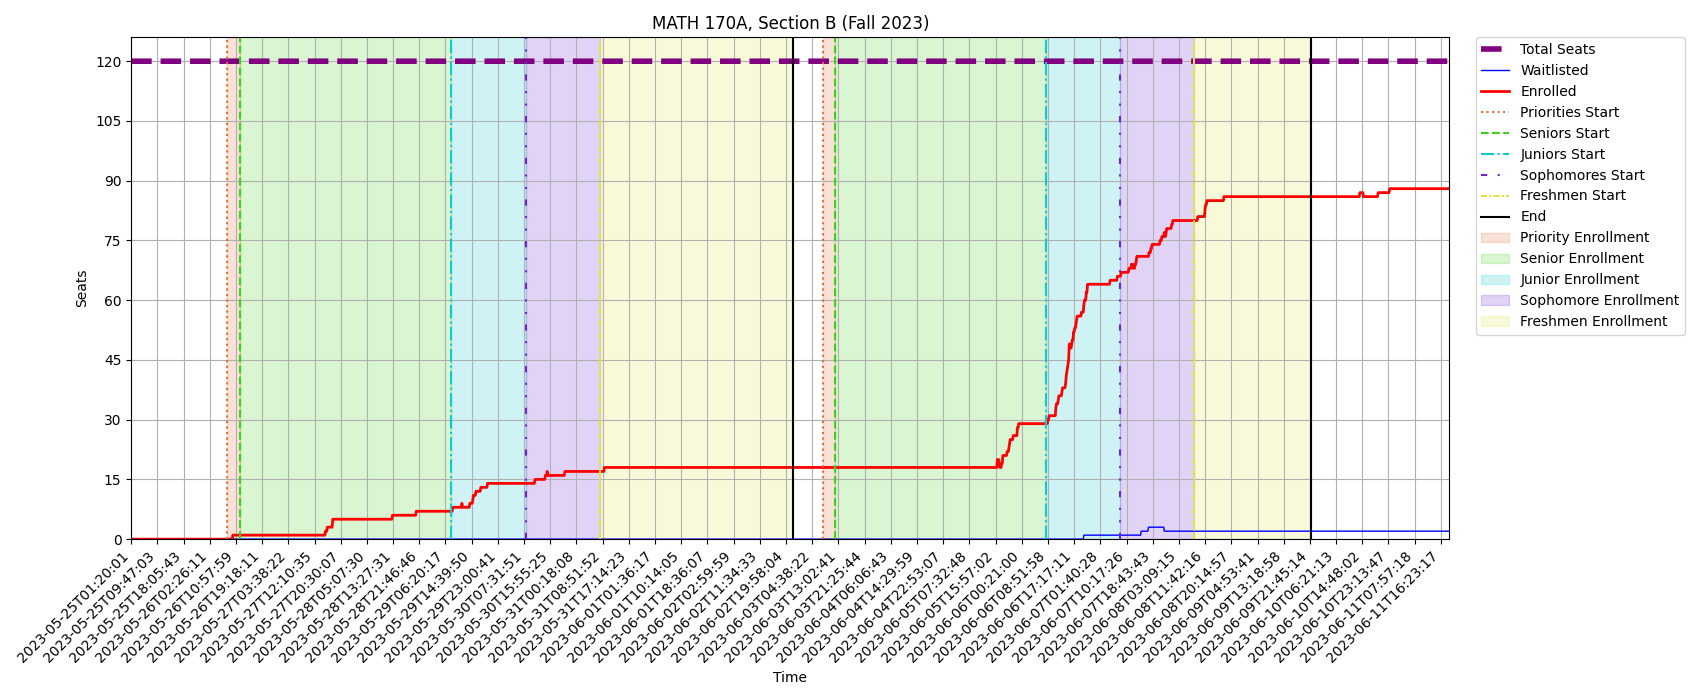 MATH 170A, Section B (Fall 2023)
Seats
120
105
90
75
60
45
30
15
0
2023-05-25T01:20:01
2023-05-25T09:47:03
2023-05-25T18:05:43
2023-05-26T02:26:11
2023-05-26T10:57:59
2023-05-26T19:18:11
2023-05-27T03:38:22
2023-05-27T12:10:35
2023-05-27T20:30:07
2023-05-28T05:07:30
2023-05-28T13:27:31
2023-05-28T21:46:46
2023-05-29T06:20:17
2023-05-29T14:39:50
2023-05-29T23:00:41
2023-05-30T07:31:51
2023-05-30T15:55:25
2023-05-31T00:18:08
2023-05-31T08:51:52
2023-05-31T17:14:23
2023-06-01T01:36:17
2023-06-01T10:14:05
2023-06-01T18:36:07
2023-06-02T02:59:59
2023-06-02T11:34:33
2023-06-02T19:58:04
2023-06-03T04:38:22
2023-06-03T13:02:41
2023-06-03T21:25:44
2023-06-04T06:06:43
2023-06-04T14:29:59
2023-06-04T22:53:07
2023-06-05T07:32:48
2023-06-05T15:57:02
2023-06-06T00:21:00
2023-06-06T08:51:58
2023-06-06T17:17:11
2023-06-07T01:40:28
2023-06-07T10:17:26
2023-06-07T18:43:43
2023-06-08T03:09:15
2023-06-08T11:42:16
2023-06-08T20:14:57
2023-06-09T04:53:41
2023-06-09T13:18:58
2023-06-09T21:45:14
2023-06-10T06:21:13
2023-06-10T14:48:02
2023-06-10T23:13:47
2023-06-11T07:57:18
2023-06-11T16:23:17
Time
Total Seats
Waitlisted
Enrolled
Priorities Start
Seniors Start
Juniors Start
Sophomores Start
Freshmen Start
End
Priority Enrollment
Senior Enrollment
Junior Enrollment
Sophomore Enrollment
Freshmen Enrollment